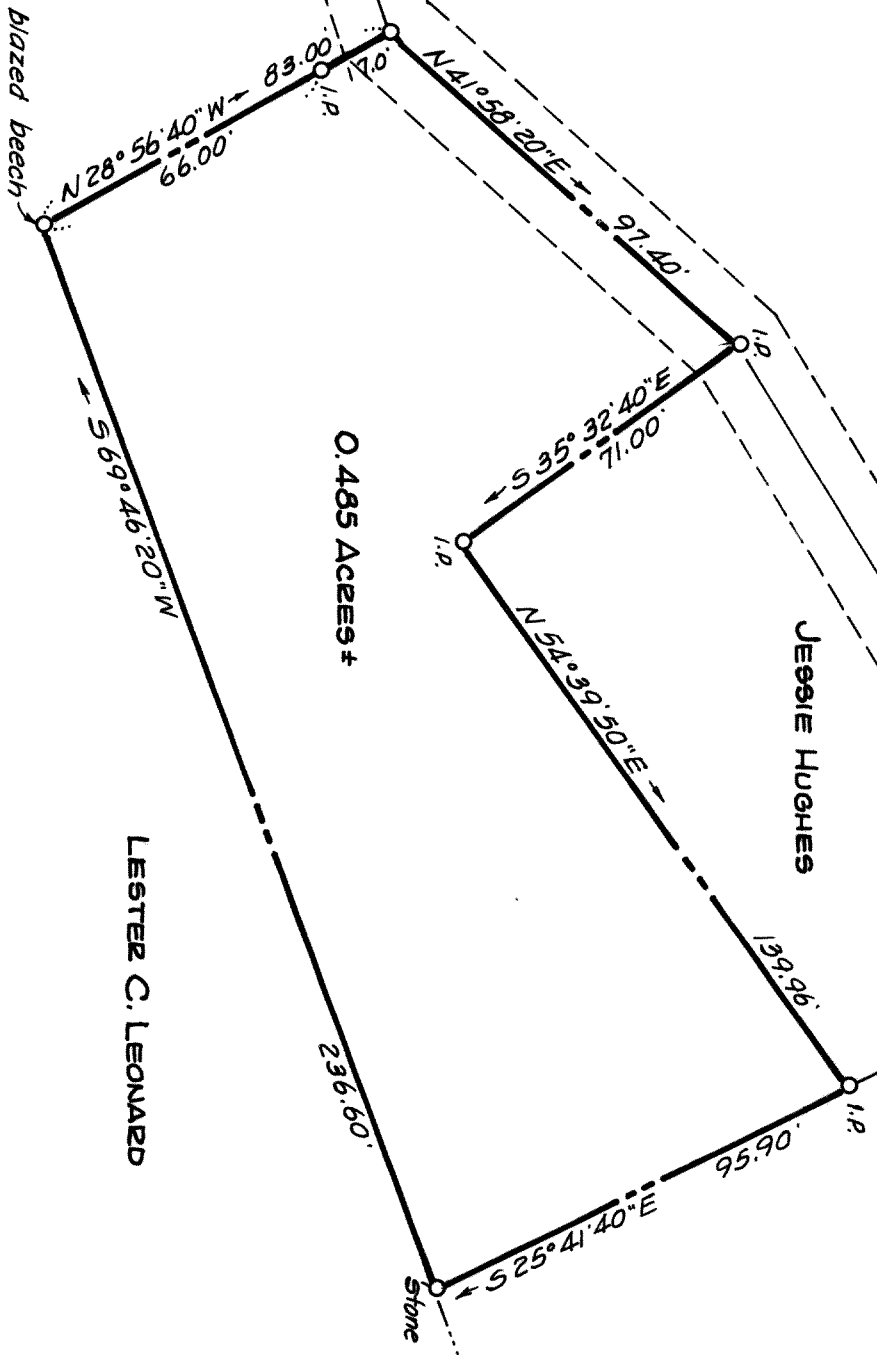 blazed beech
N 28° 56' 40" W
83.00'
66.00'
17.0'
I.P.
N 41° 58' 20" E
97.40'
I.P.
S 35° 32' 40" E
71.00'
I.P.
N 54° 39' 50" E
139.96'
I.P.
JESSIE HUGHES
0.485 ACRES±
S 69° 46' 20" W
236.60'
95.90'
S 25° 41' 40" E
Stone
LESTER C. LEONARD